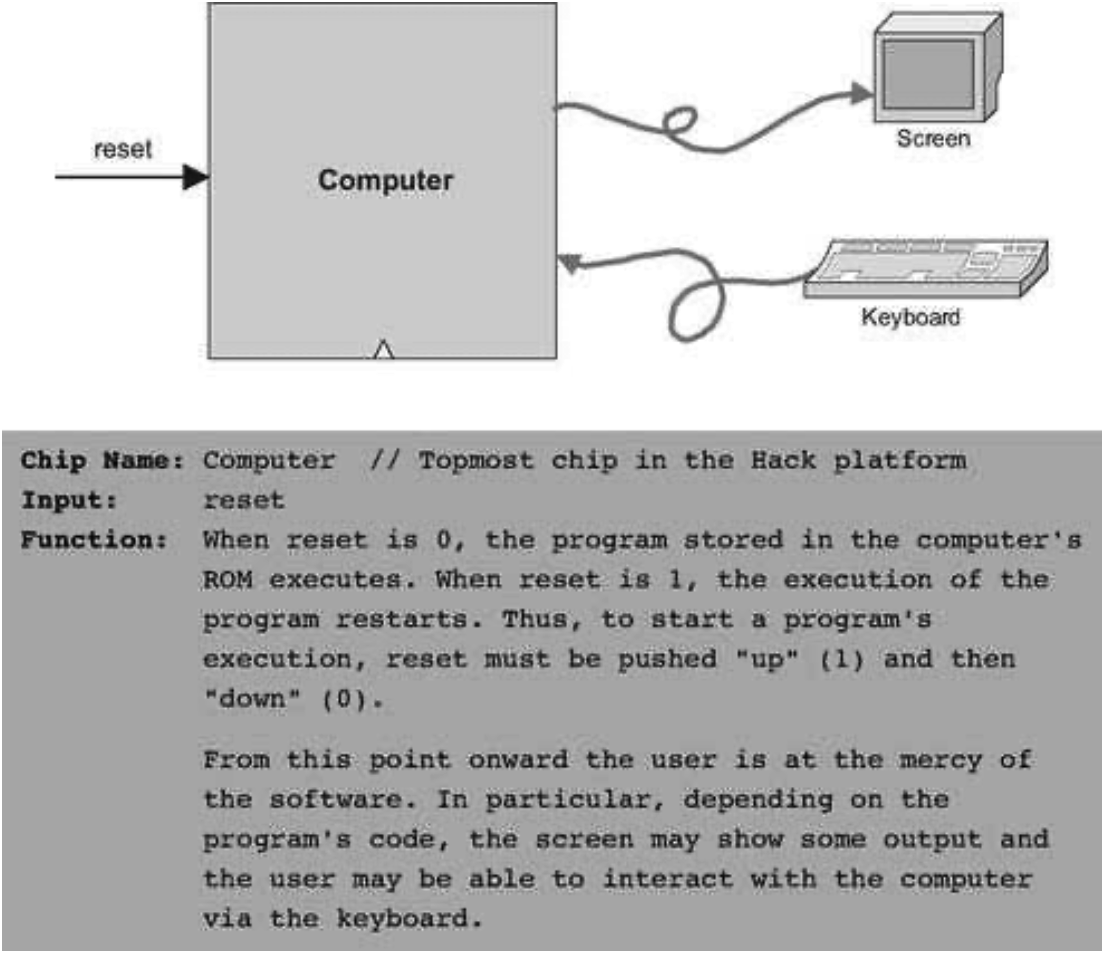 reset
Computer
Screen
Keyboard
Chip Name: Computer // Topmost chip in the Hack platform
Input: reset
Function: When reset is 0, the program stored in the computer's
ROM executes. When reset is 1, the execution of the
program restarts. Thus, to start a program's
execution, reset must be pushed "up" (1) and then
"down" (0).
From this point onward the user is at the mercy of
the software. In particular, depending on the
program's code, the screen may show some output and
the user may be able to interact with the computer
via the keyboard.